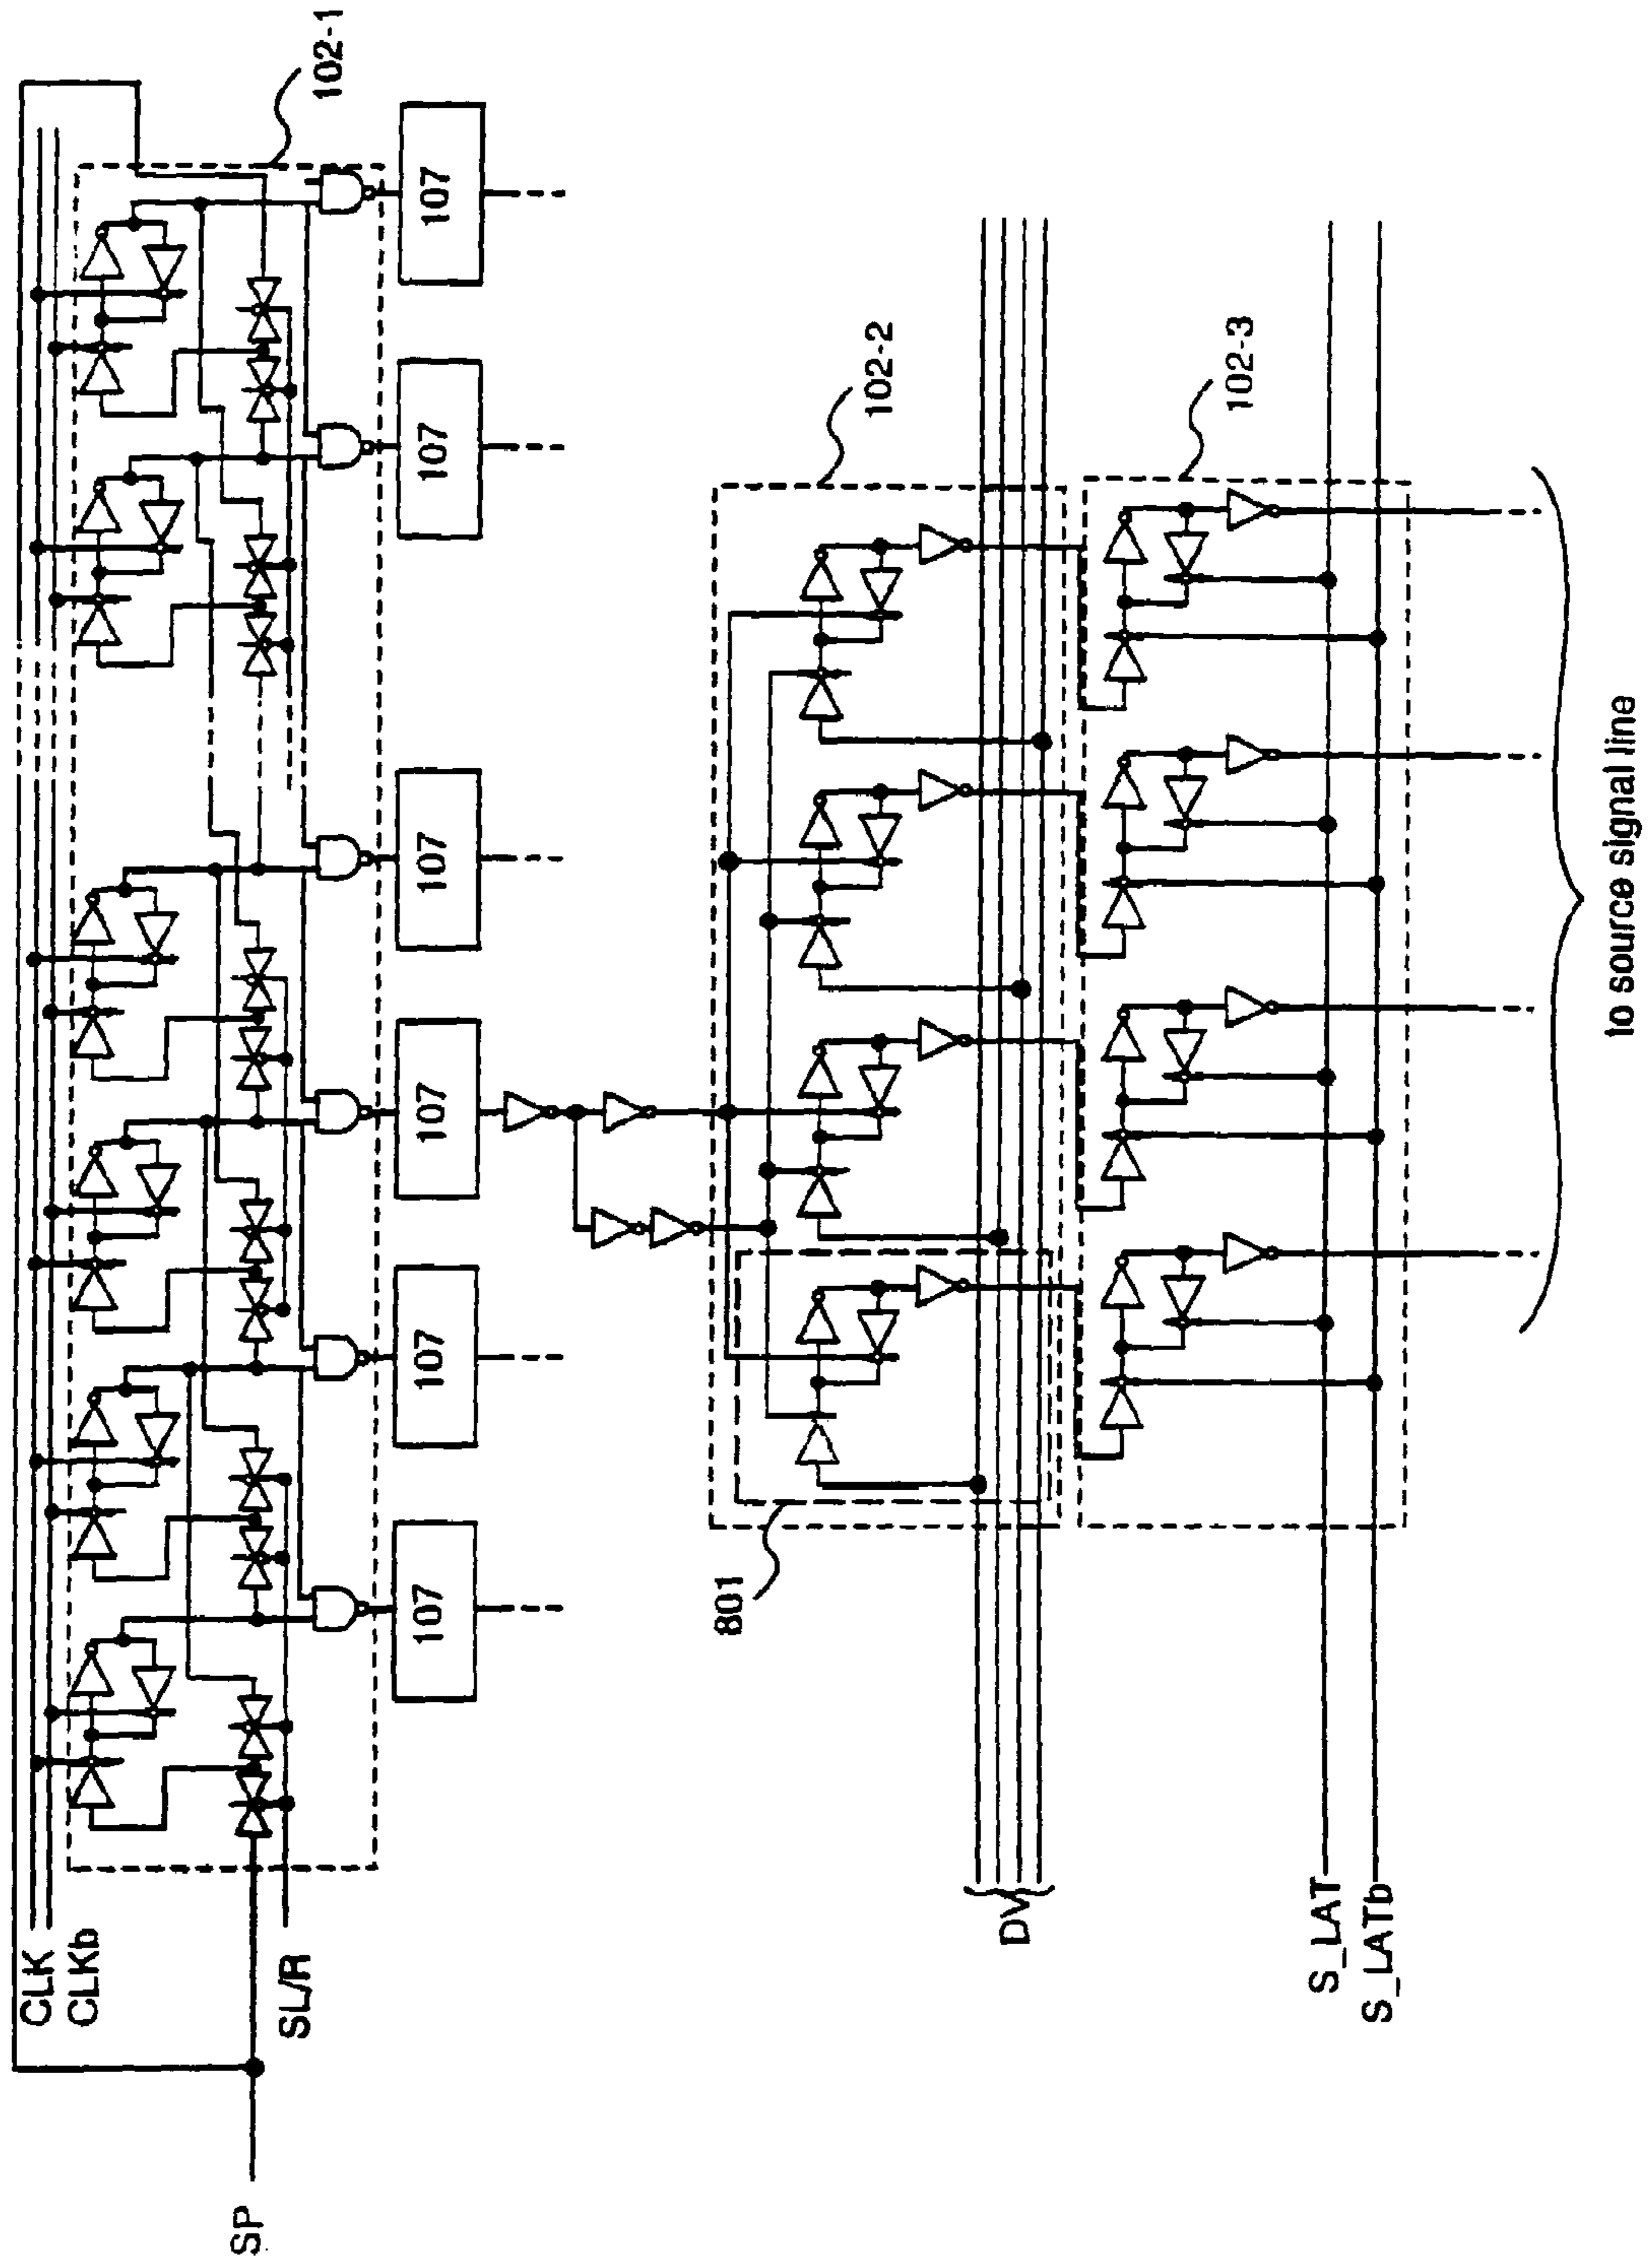 SP
CLK
CLKb
SL/R
102-1
107
107
107
107
107
107
801
102-2
DV
102-3
S_LAT
S_LATb
to source signal line